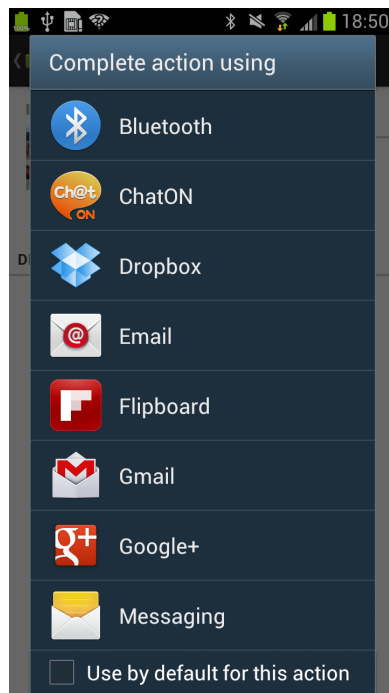 100%
18:50
Complete action using
Bluetooth
Ch@t
ON
ChatON
Dropbox
@
Email
Flipboard
Gmail
g+
Google+
Messaging
Use by default for this action